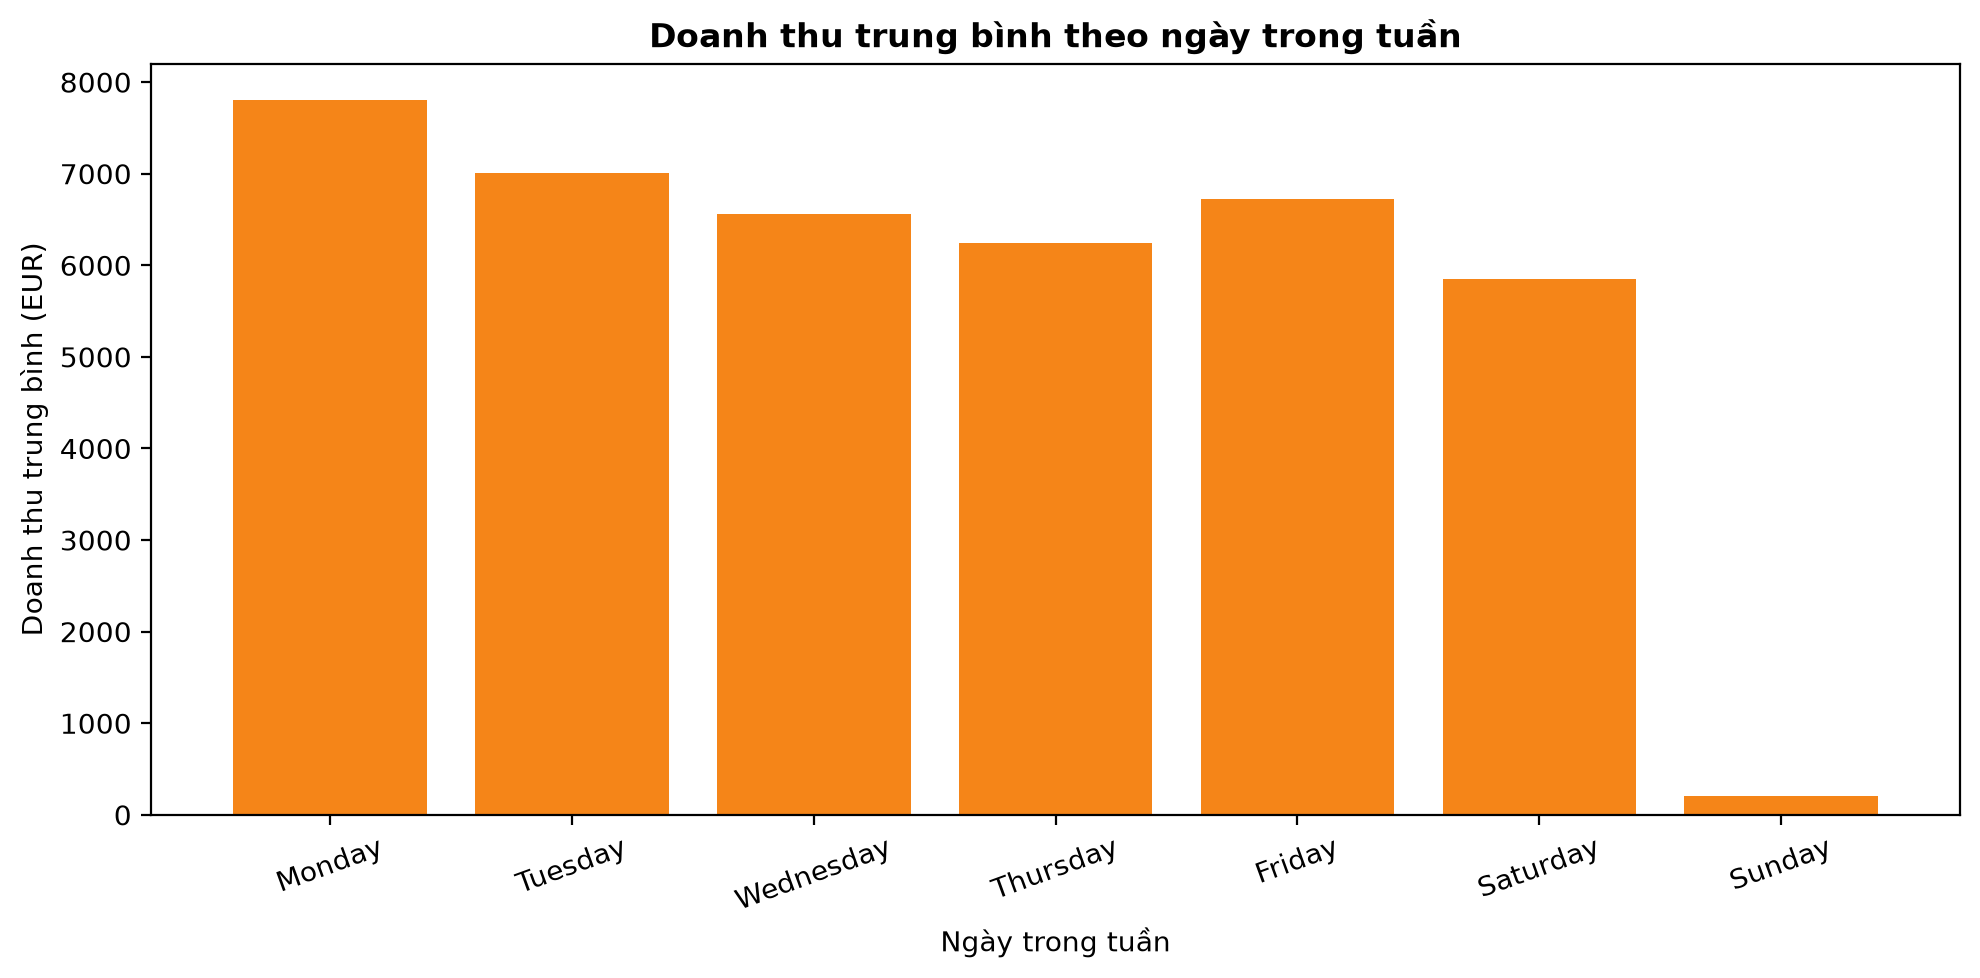 Doanh thu trung bình theo ngày trong tuần
Doanh thu trung bình (EUR)
8000
7000
6000
5000
4000
3000
2000
1000
0
Monday
Tuesday
Wednesday
Thursday
Friday
Saturday
Sunday
Ngày trong tuần